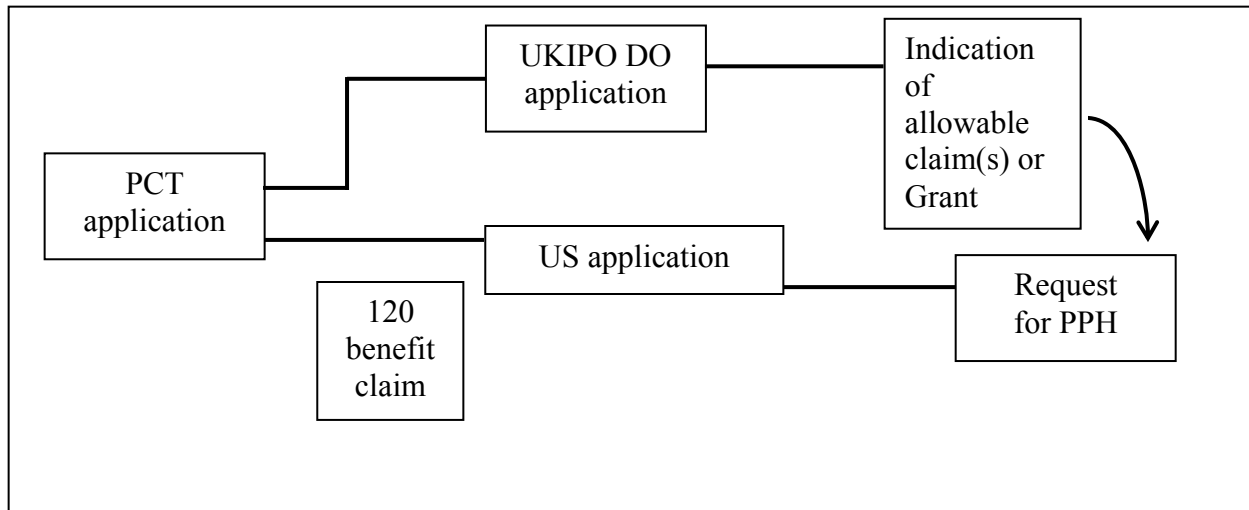 UKIPO DO
application
Indication
of
allowable
claim(s) or
Grant
PCT
application
US application
Request
for PPH
120
benefit
claim